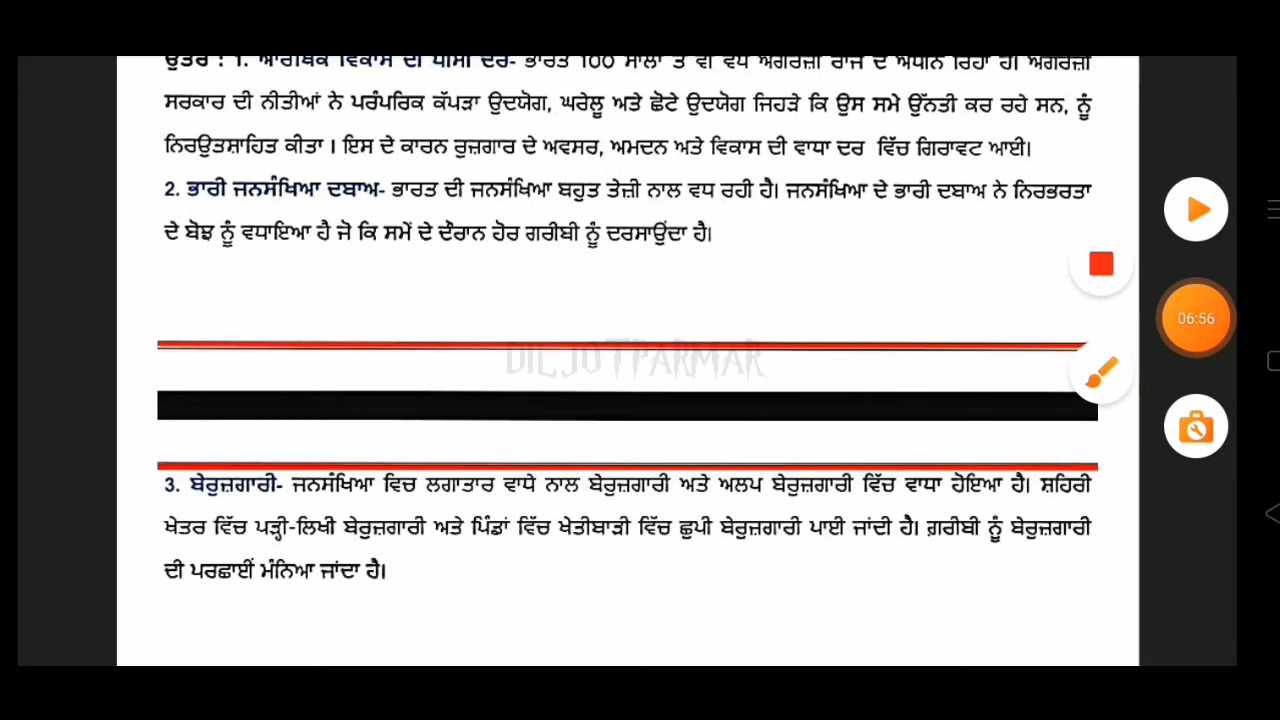 ਉੱਤਰ : 1. ਆਰਥਿਕ ਵਿਕਾਸ ਦੀ ਧੀਮੀ ਦਰ- ਭਾਰਤ 100 ਸਾਲਾਂ ਤੋਂ ਵੀ ਵੱਧ ਅੰਗਰੇਜ਼ੀ ਰਾਜ ਦੇ ਅਧੀਨ ਰਿਹਾ ਹੈ। ਅੰਗਰੇਜ਼ੀ
ਸਰਕਾਰ ਦੀ ਨੀਤੀਆਂ ਨੇ ਪਰੰਪਰਿਕ ਕੱਪੜਾ ਉਦਯੋਗ, ਘਰੇਲੂ ਅਤੇ ਛੋਟੇ ਉਦਯੋਗ ਜਿਹੜੇ ਕਿ ਉਸ ਸਮੇ ਉੱਨਤੀ ਕਰ ਰਹੇ ਸਨ, ਨੂੰ
ਨਿਰਉਤਸ਼ਾਹਿਤ ਕੀਤਾ । ਇਸ ਦੇ ਕਾਰਨ ਰੁਜ਼ਗਾਰ ਦੇ ਅਵਸਰ, ਅਮਦਨ ਅਤੇ ਵਿਕਾਸ ਦੀ ਵਾਧਾ ਦਰ ਵਿੱਚ ਗਿਰਾਵਟ ਆਈ।
2. ਭਾਰੀ ਜਨਸੰਖਿਆ ਦਬਾਅ- ਭਾਰਤ ਦੀ ਜਨਸੰਖਿਆ ਬਹੁਤ ਤੇਜ਼ੀ ਨਾਲ ਵਧ ਰਹੀ ਹੈ। ਜਨਸੰਖਿਆ ਦੇ ਭਾਰੀ ਦਬਾਅ ਨੇ ਨਿਰਭਰਤਾ
ਦੇ ਬੋਝ ਨੂੰ ਵਧਾਇਆ ਹੈ ਜੋ ਕਿ ਸਮੇਂ ਦੇ ਦੌਰਾਨ ਹੋਰ ਗਰੀਬੀ ਨੂੰ ਦਰਸਾਉਂਦਾ ਹੈ।
06:56
DILJOTPARMAR
3. ਬੇਰੁਜ਼ਗਾਰੀ- ਜਨਸੰਖਿਆ ਵਿਚ ਲਗਾਤਾਰ ਵਾਧੇ ਨਾਲ ਬੇਰੁਜ਼ਗਾਰੀ ਅਤੇ ਅਲਪ ਬੇਰੁਜ਼ਗਾਰੀ ਵਿੱਚ ਵਾਧਾ ਹੋਇਆ ਹੈ। ਸ਼ਹਿਰੀ
ਖੇਤਰ ਵਿੱਚ ਪੜ੍ਹੀ-ਲਿਖੀ ਬੇਰੁਜ਼ਗਾਰੀ ਅਤੇ ਪਿੰਡਾਂ ਵਿੱਚ ਖੇਤੀਬਾੜੀ ਵਿੱਚ ਛੁਪੀ ਬੇਰੁਜ਼ਗਾਰੀ ਪਾਈ ਜਾਂਦੀ ਹੈ। ਗ਼ਰੀਬੀ ਨੂੰ ਬੇਰੁਜ਼ਗਾਰੀ
ਦੀ ਪਰਛਾਈਂ ਮੰਨਿਆ ਜਾਂਦਾ ਹੈ।